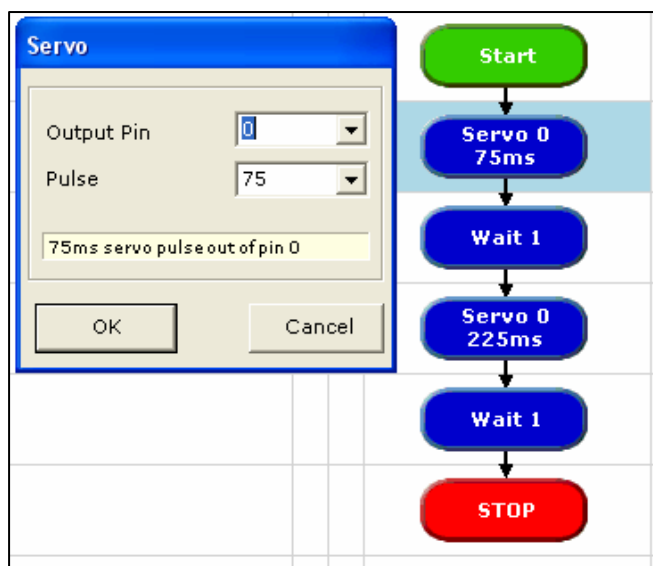 Servo
Output Pin
0
Pulse
75
75ms servo pulse out of pin 0
OK
Cancel
Start
Servo 0
75ms
Wait 1
Servo 0
225ms
Wait 1
STOP